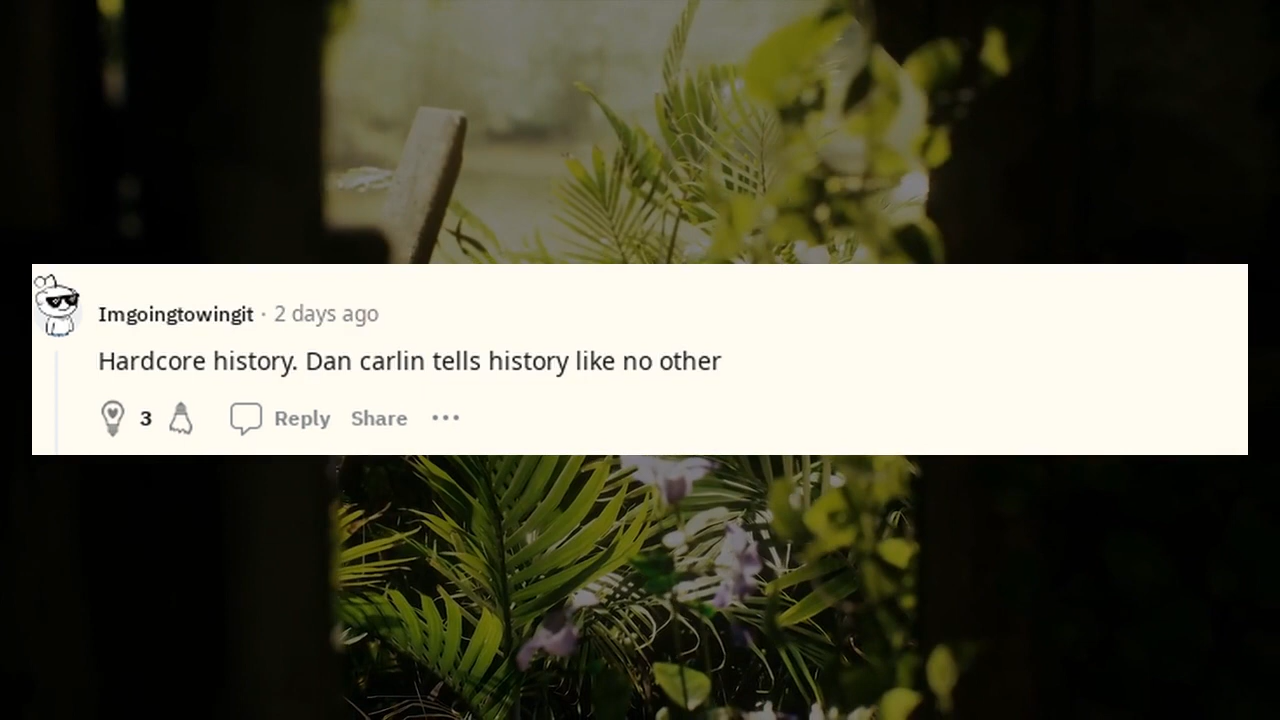 Imgoingtowingit · 2 days ago
Hardcore history. Dan carlin tells history like no other
3 Reply Share ···